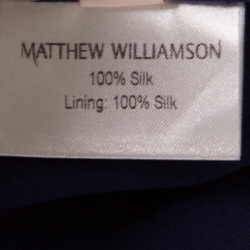 MATTHEW WILLIAMSON
100% Silk
Lining: 100% Silk